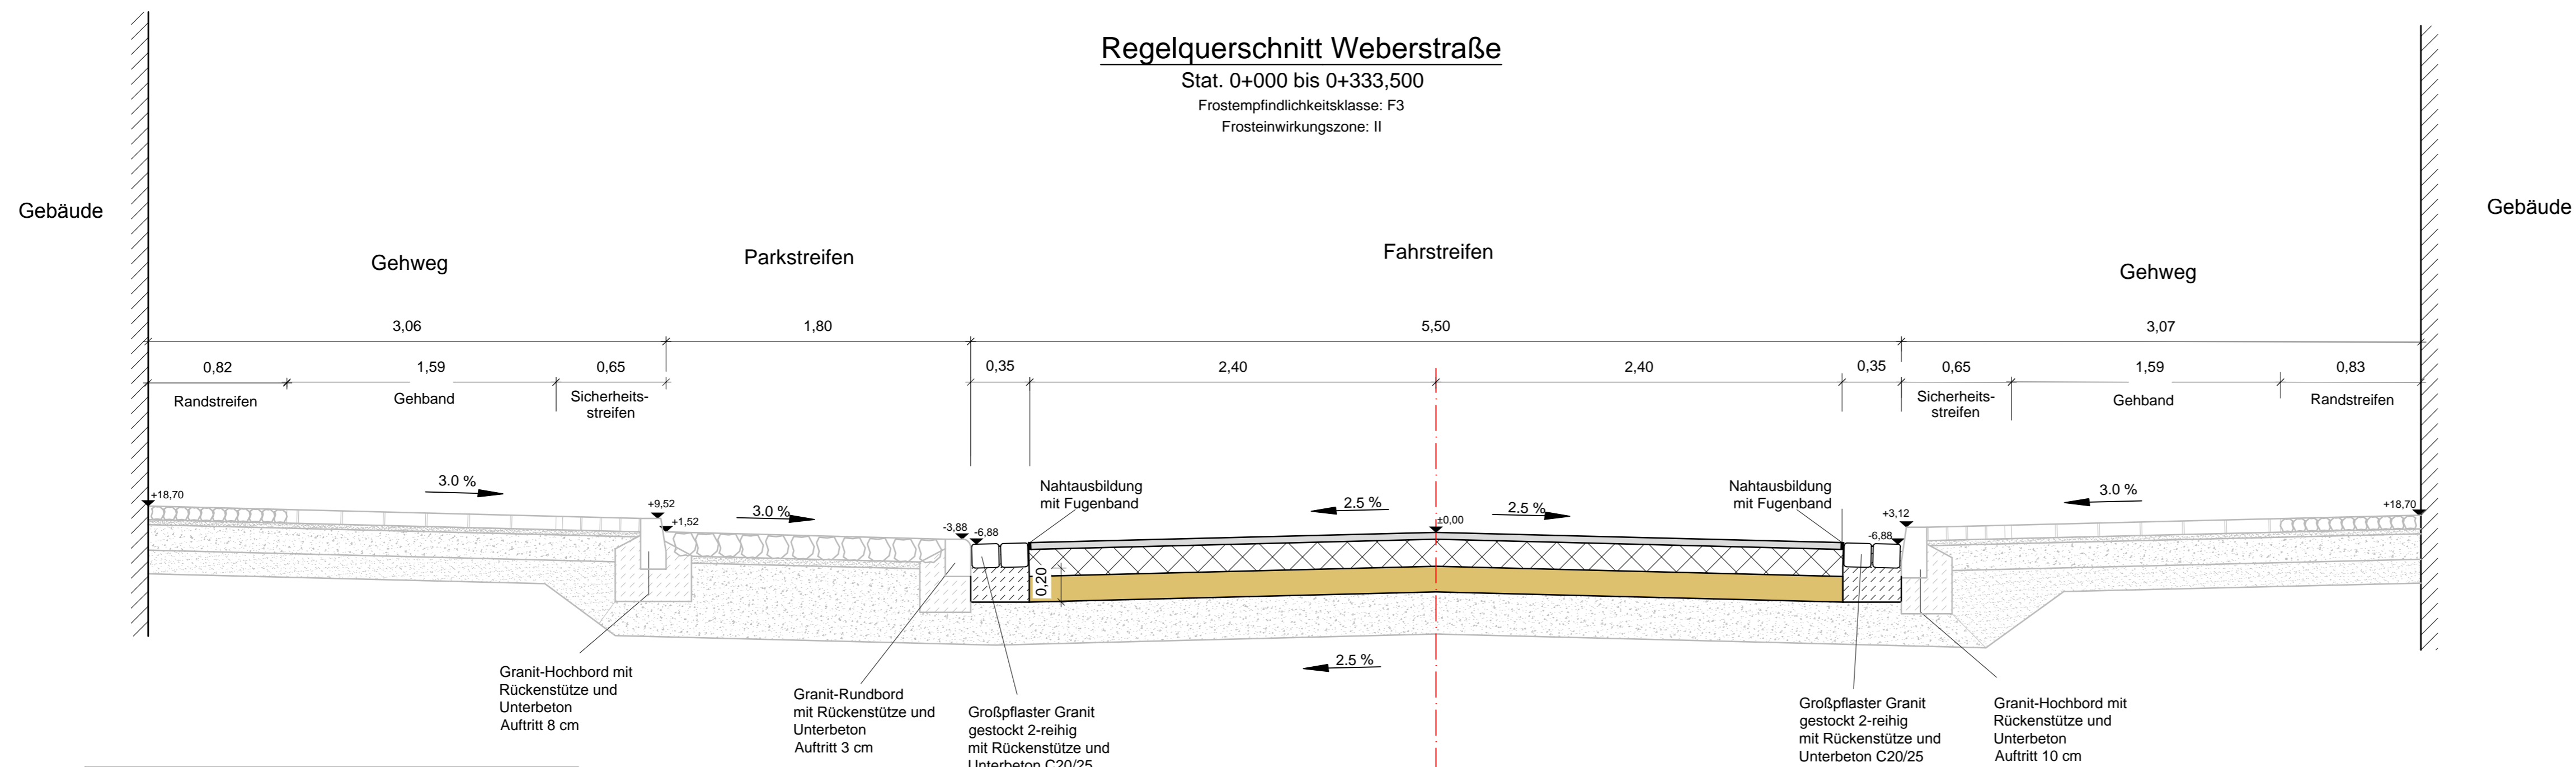 Regelquerschnitt Weberstraße
Stat. 0+000 bis 0+333,500
Frostempfindlichkeitsklasse: F3
Frosteinwirkungszone: II
Gebäude
Gebäude
Gehweg
Parkstreifen
Fahrstreifen
Gehweg
3,06
1,80
5,50
3,07
0,82
1,59
0,65
0,35
2,40
2,40
0,35
0,65
1,59
0,83
Randstreifen
Gehband
Sicherheits-
streifen
Sicherheits-
streifen
Gehband
Randstreifen
+18,70
3.0 %
+9,52
+1,52
3.0 %
-3,88
-6,88
Nahtausbildung
mit Fugenband
2.5 %
±0,00
2.5 %
Nahtausbildung
mit Fugenband
-6,88
+3,12
3.0 %
+18,70
0,20
2.5 %
Granit-Hochbord mit
Rückenstütze und
Unterbeton
Auftritt 8 cm
Granit-Rundbord
mit Rückenstütze und
Unterbeton
Auftritt 3 cm
Großpflaster Granit
gestockt 2-reihig
mit Rückenstütze und
Unterbeton C20/25
Großpflaster Granit
gestockt 2-reihig
mit Rückenstütze und
Unterbeton C20/25
Granit-Hochbord mit
Rückenstütze und
Unterbeton
Auftritt 10 cm